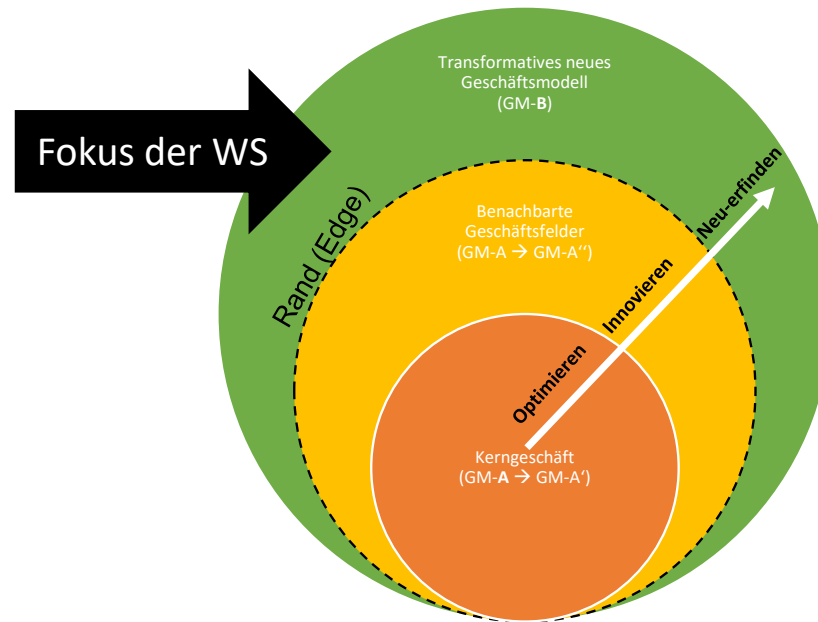 Transformatives neues
Geschäftsmodell
(GM-B)
Fokus der WS
Rand (Edge)
Benachbarte
Geschäftsfelder
(GM-A → GM-A‘‘)
Neu-erfinden
Innovieren
Optimieren
Kerngeschäft
(GM-A → GM-A‘)